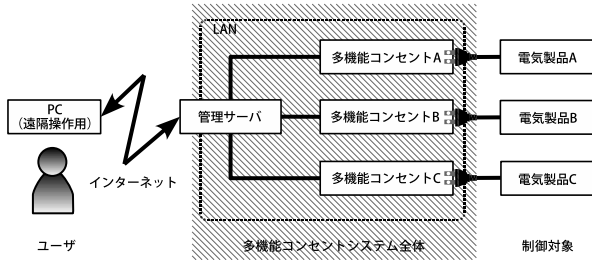 LAN
多機能コンセントA
電気製品A
PC
(遠隔操作用)
管理サーバ
多機能コンセントB
電気製品B
インターネット
多機能コンセントC
電気製品C
ユーザ
多機能コンセントシステム全体
制御対象